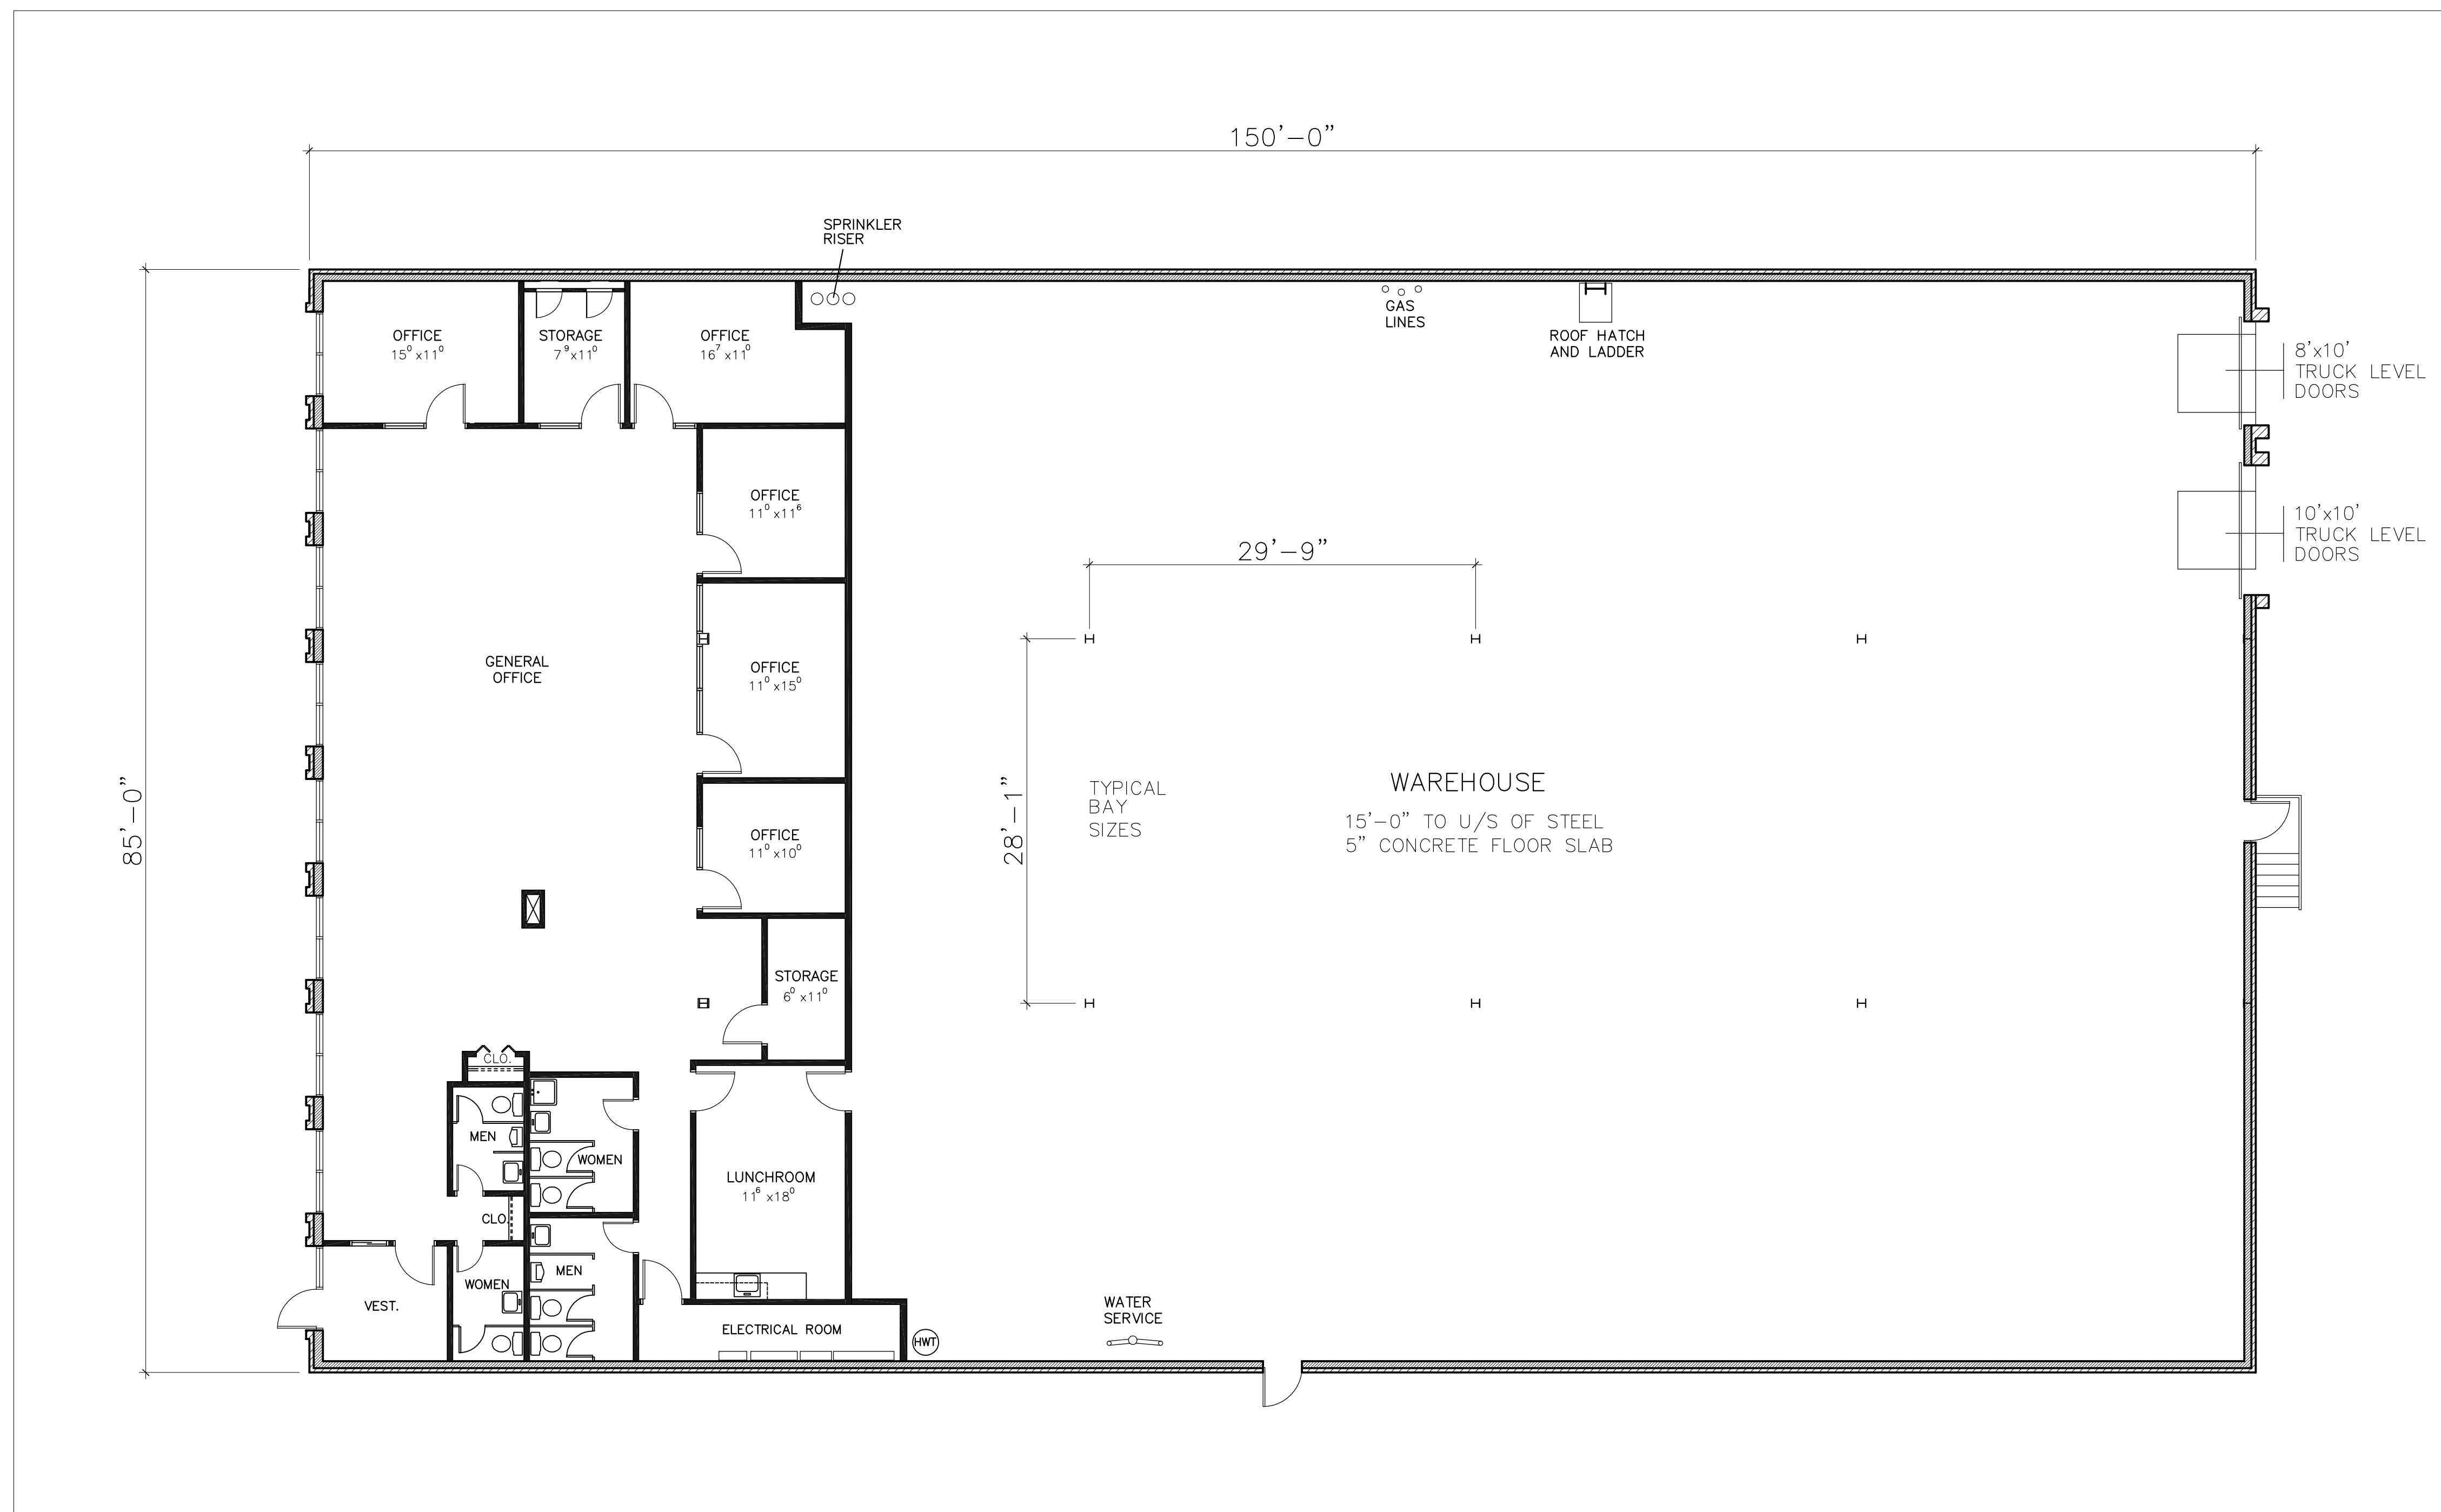 150'-0"
SPRINKLER
RISER
OFFICE
15⁰x11⁰
STORAGE
7⁹x11⁰
OFFICE
16⁷x11⁰
GAS
LINES
ROOF HATCH
AND LADDER
8'x10'
TRUCK LEVEL
DOORS
OFFICE
11⁰x11⁶
10'x10'
TRUCK LEVEL
DOORS
29'-9"
GENERAL
OFFICE
OFFICE
11⁰x15⁰
85'-0"
28'-1"
TYPICAL
BAY
SIZES
WAREHOUSE
15'-0" TO U/S OF STEEL
5" CONCRETE FLOOR SLAB
OFFICE
11⁰x10⁰
STORAGE
6⁰x11⁰
CLO.
MEN
WOMEN
LUNCHROOM
11⁶x18⁰
CLO.
MEN
WOMEN
VEST.
ELECTRICAL ROOM
HWT
WATER
SERVICE